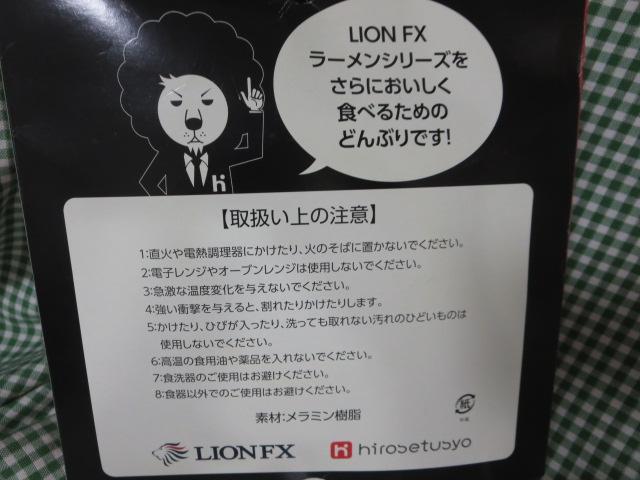 LION FX
ラーメンシリーズを
さらにおいしく
食べるための
どんぶりです!
【取扱い上の注意】
1:直火や電熱調理器にかけたり、火のそばに置かないでください。
2:電子レンジやオーブンレンジは使用しないでください。
3:急激な温度変化を与えないでください。
4:強い衝撃を与えると、割れたりかけたりします。
5:かけたり、ひびが入ったり、洗っても取れない汚れのひどいものは
使用しないでください。
6:高温の食用油や薬品を入れないでください。
7:食洗器のご使用はお避けください。
8:食器以外でのご使用はお避けください。
素材:メラミン樹脂
紙
LION FX
hirosetusyo